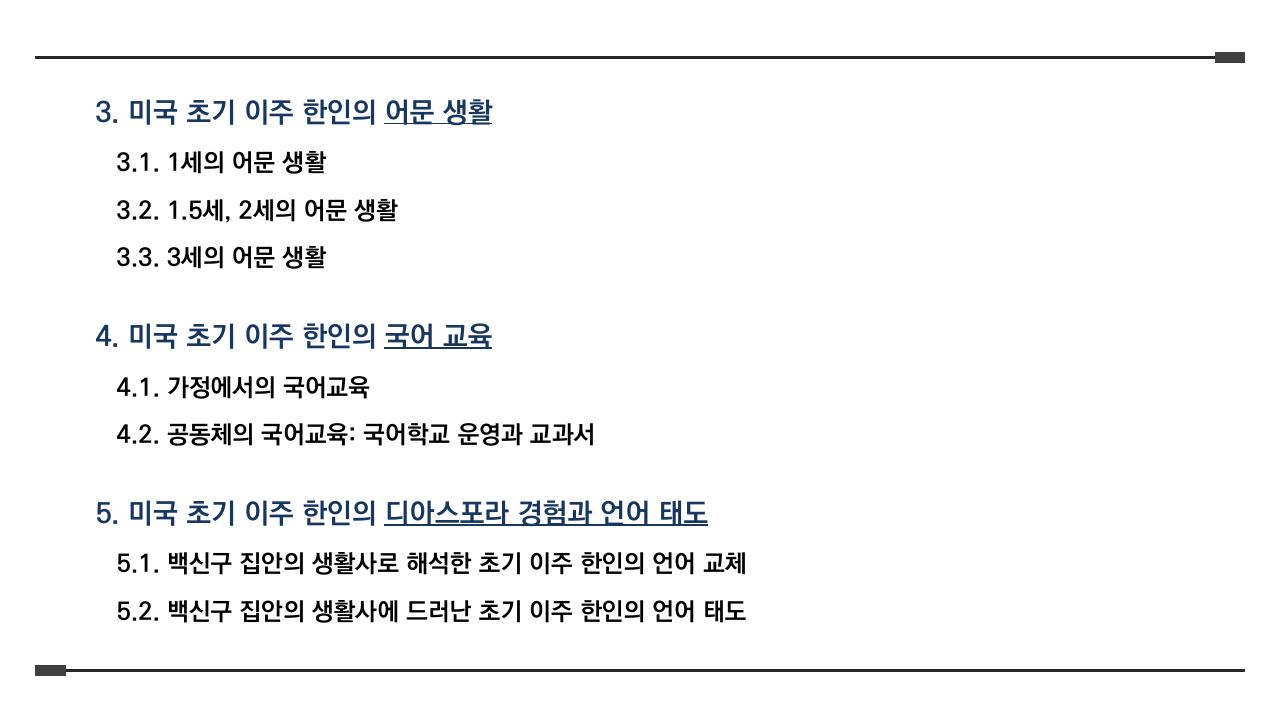 3. 미국 초기 이주 한인의 어문 생활
3.1. 1세의 어문 생활
3.2. 1.5세, 2세의 어문 생활
3.3. 3세의 어문 생활
4. 미국 초기 이주 한인의 국어 교육
4.1. 가정에서의 국어교육
4.2. 공동체의 국어교육: 국어학교 운영과 교과서
5. 미국 초기 이주 한인의 디아스포라 경험과 언어 태도
5.1. 백신구 집안의 생활사로 해석한 초기 이주 한인의 언어 교체
5.2. 백신구 집안의 생활사에 드러난 초기 이주 한인의 언어 태도